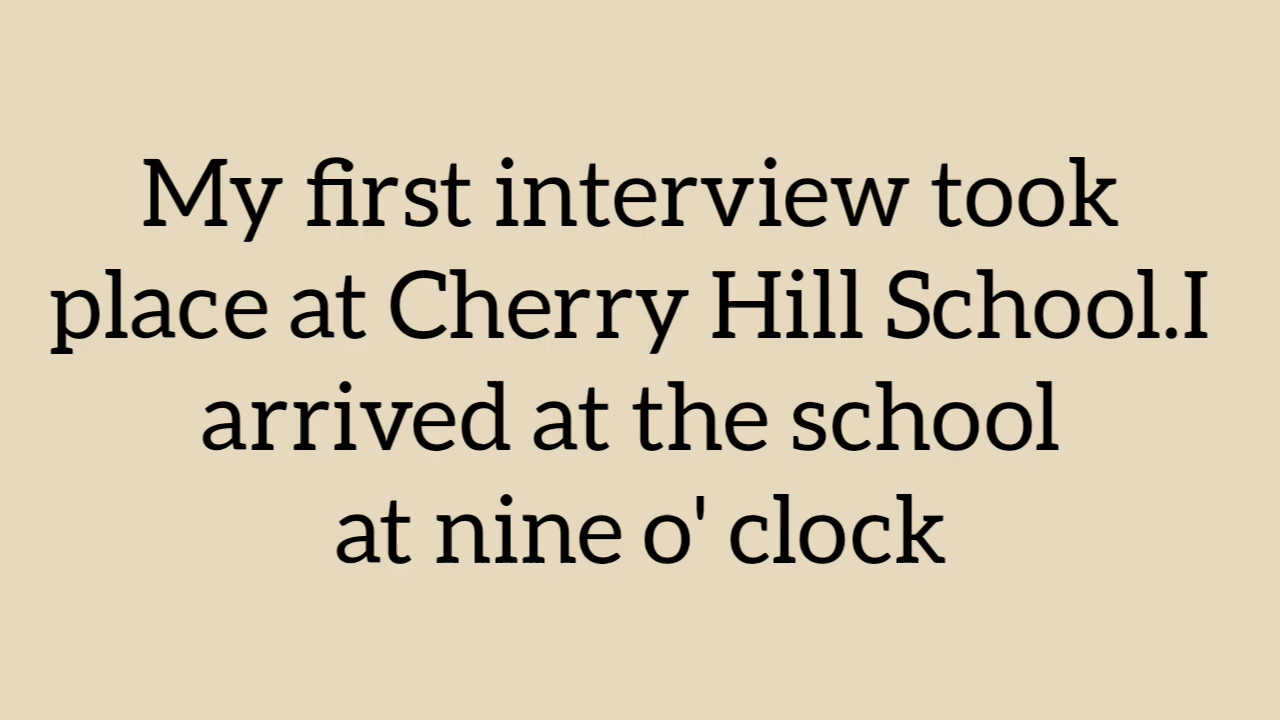 My first interview took
place at Cherry Hill School.I
arrived at the school
at nine o' clock